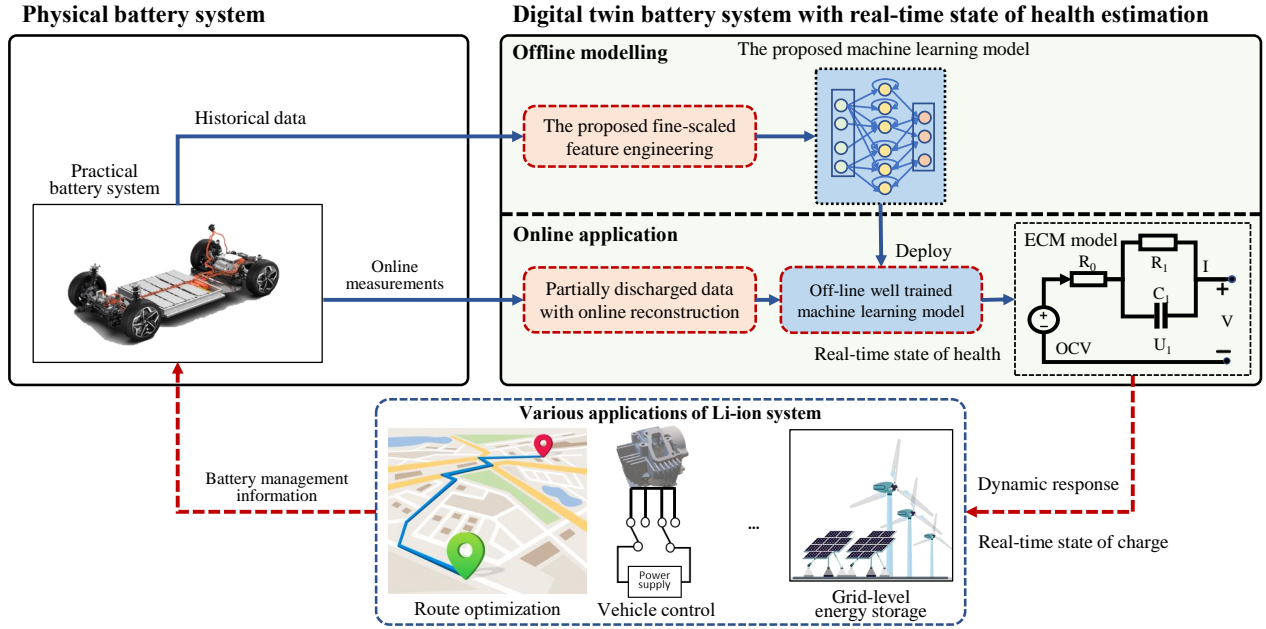 Physical battery system
Digital twin battery system with real-time state of health estimation
Offline modelling
The proposed machine learning model
Historical data
The proposed fine-scaled
feature engineering
Practical
battery system
Online application
Deploy
ECM model
R0
R1
I
C1
U1
+
V
−
OCV
Online
measurements
Partially discharged data
with online reconstruction
Off-line well trained
machine learning model
Real-time state of health
Various applications of Li-ion system
Battery management
information
...
Power
supply
Route optimization
Vehicle control
Grid-level
energy storage
Dynamic response
Real-time state of charge